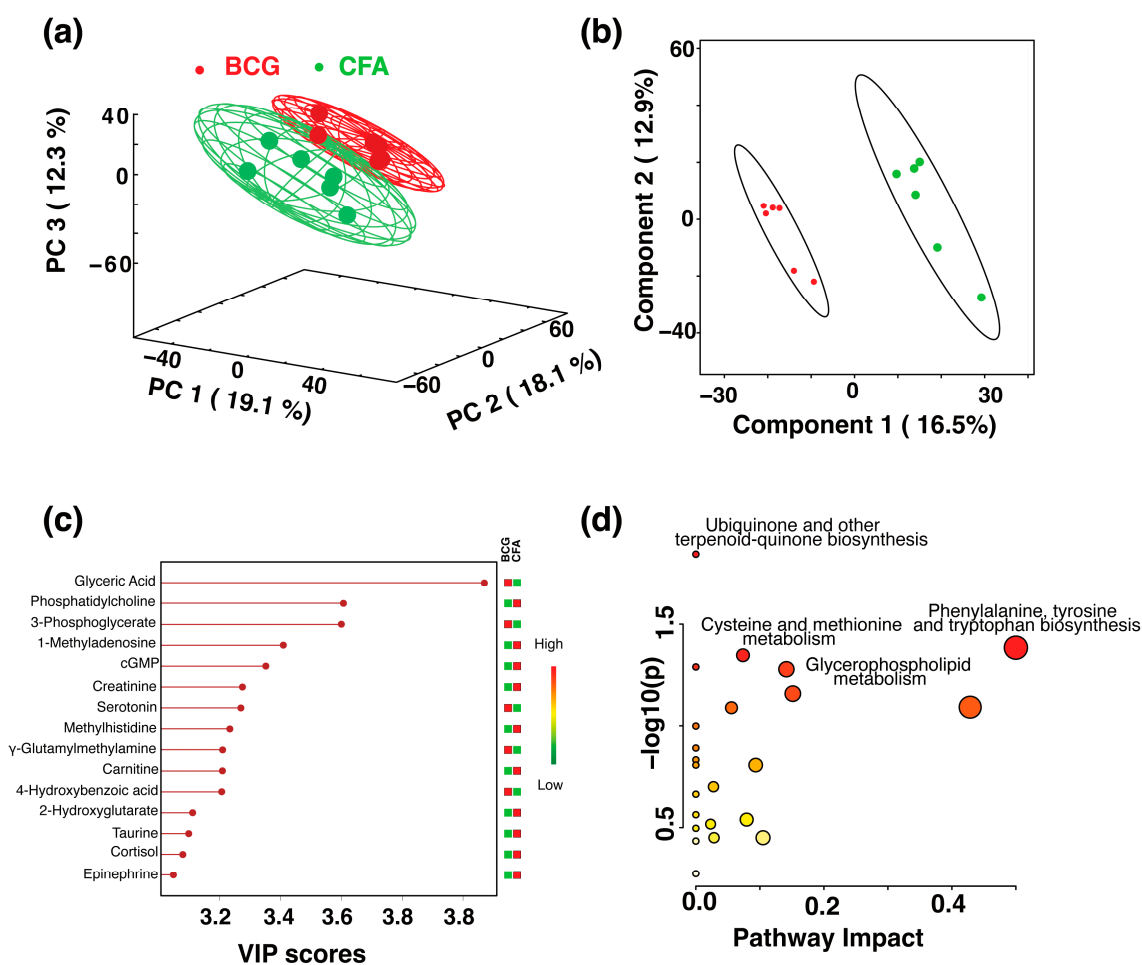 (a)
BCG CFA
40
0
−60
PC 3 ( 12.3 %)
−40
0
40
PC 1 ( 19.1 %)
−60
0
60
PC 2 ( 18.1 %)
(b)
60
0
−40
Component 2 ( 12.9%)
−30 0 30
Component 1 ( 16.5%)
(c)
BCG
CFA
Glyceric Acid
Phosphatidylcholine
3-Phosphoglycerate
1-Methyladenosine
cGMP
Creatinine
Serotonin
Methylhistidine
γ-Glutamylmethylamine
Carnitine
4-Hydroxybenzoic acid
2-Hydroxyglutarate
Taurine
Cortisol
Epinephrine
High
Low
3.2 3.4 3.6 3.8 3.8
VIP scores
(d)
Ubiquinone and other
terpenoid-quinone biosynthesis
Phenylalanine, tyrosine
and tryptophan biosynthesis
Cysteine and methionine
metabolism
Glycerophospholipid
metabolism
1.5
0.5
−log10(p)
0.0 0.2 0.4
Pathway Impact